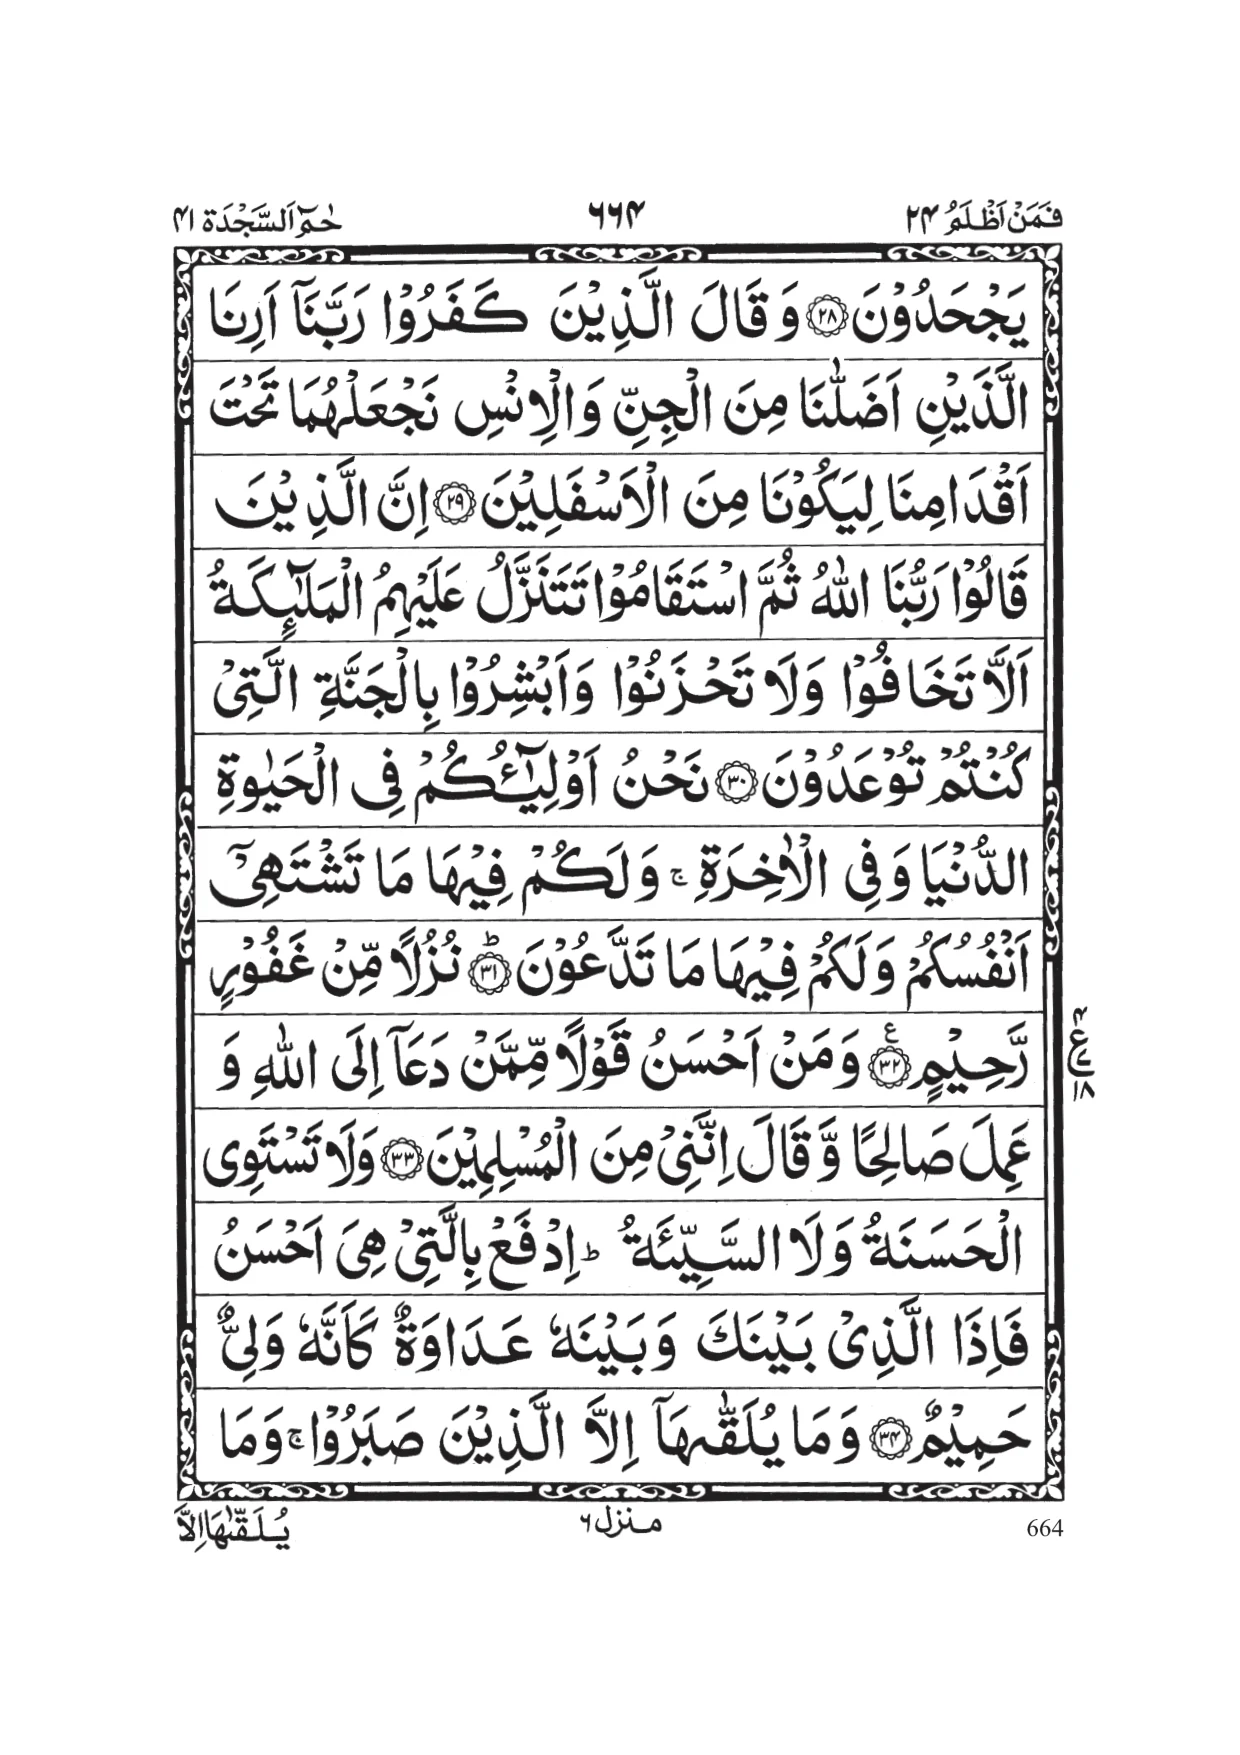 فَمَنْ اَظْلَمُ ۲۴ ۶۶۴ حٰمٓ اَلسَّجْدَة ۴۱
يَجْحَدُوْنَ ۝۲۸ وَ قَالَ الَّذِيْنَ كَفَرُوْا رَبَّنَاۤ اَرِنَا
الَّذَيْنِ اَضَلّٰنَا مِنَ الْجِنِّ وَالْاِنْسِ نَجْعَلْهُمَا تَحْتَ
اَقْدَامِنَا لِيَكُوْنَا مِنَ الْاَسْفَلِيْنَ ۝۲۹ اِنَّ الَّذِيْنَ
قَالُوْا رَبُّنَا اللّٰهُ ثُمَّ اسْتَقَامُوْا تَتَنَزَّلُ عَلَيْهِمُ الْمَلٰٓئِكَةُ
اَلَّا تَخَافُوْا وَلَا تَحْزَنُوْا وَاَبْشِرُوْا بِالْجَنَّةِ الَّتِيْ
كُنْتُمْ تُوْعَدُوْنَ ۝۳۰ نَحْنُ اَوْلِيٰٓؤُكُمْ فِى الْحَيٰوةِ
الدُّنْيَا وَ فِى الْاٰخِرَةِ ۚ وَلَكُمْ فِيْهَا مَا تَشْتَهِيْۤ
اَنْفُسُكُمْ وَلَكُمْ فِيْهَا مَا تَدَّعُوْنَ ؕ۝۳۱ نُزُلًا مِّنْ غَفُوْرٍ
رَّحِيْمٍ ۝۳۲ ع وَمَنْ اَحْسَنُ قَوْلًا مِّمَّنْ دَعَاۤ اِلَى اللّٰهِ وَ
عَمِلَ صَالِحًا وَّ قَالَ اِنَّنِيْ مِنَ الْمُسْلِمِيْنَ ۝۳۳ وَلَا تَسْتَوِى
الْحَسَنَةُ وَلَا السَّيِّئَةُ ؕ اِدْفَعْ بِالَّتِيْ هِىَ اَحْسَنُ
فَاِذَا الَّذِيْ بَيْنَكَ وَبَيْنَهٗ عَدَاوَةٌ كَاَنَّهٗ وَلِىٌّ
حَمِيْمٌ ۝۳۴ وَمَا يُلَقّٰىهَاۤ اِلَّا الَّذِيْنَ صَبَرُوْا ۚ وَمَا
يُلَقّٰىهَا اِلَّا
منزل ۶
664